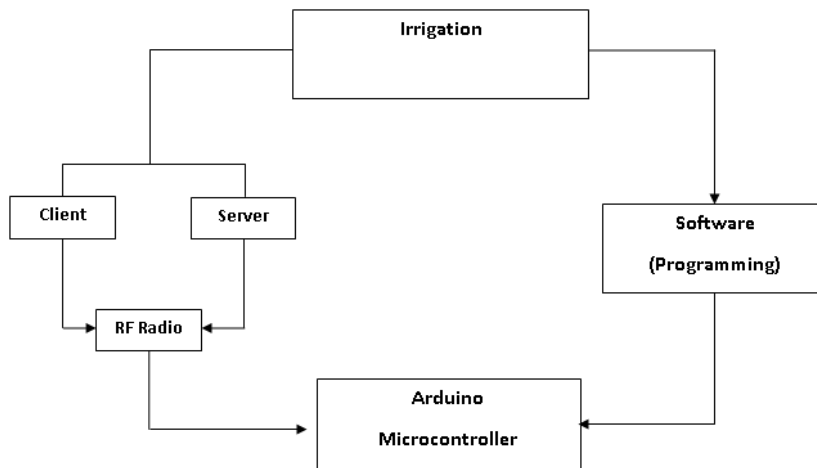 Irrigation
Client
Server
Software
(Programming)
RF Radio
Arduino
Microcontroller